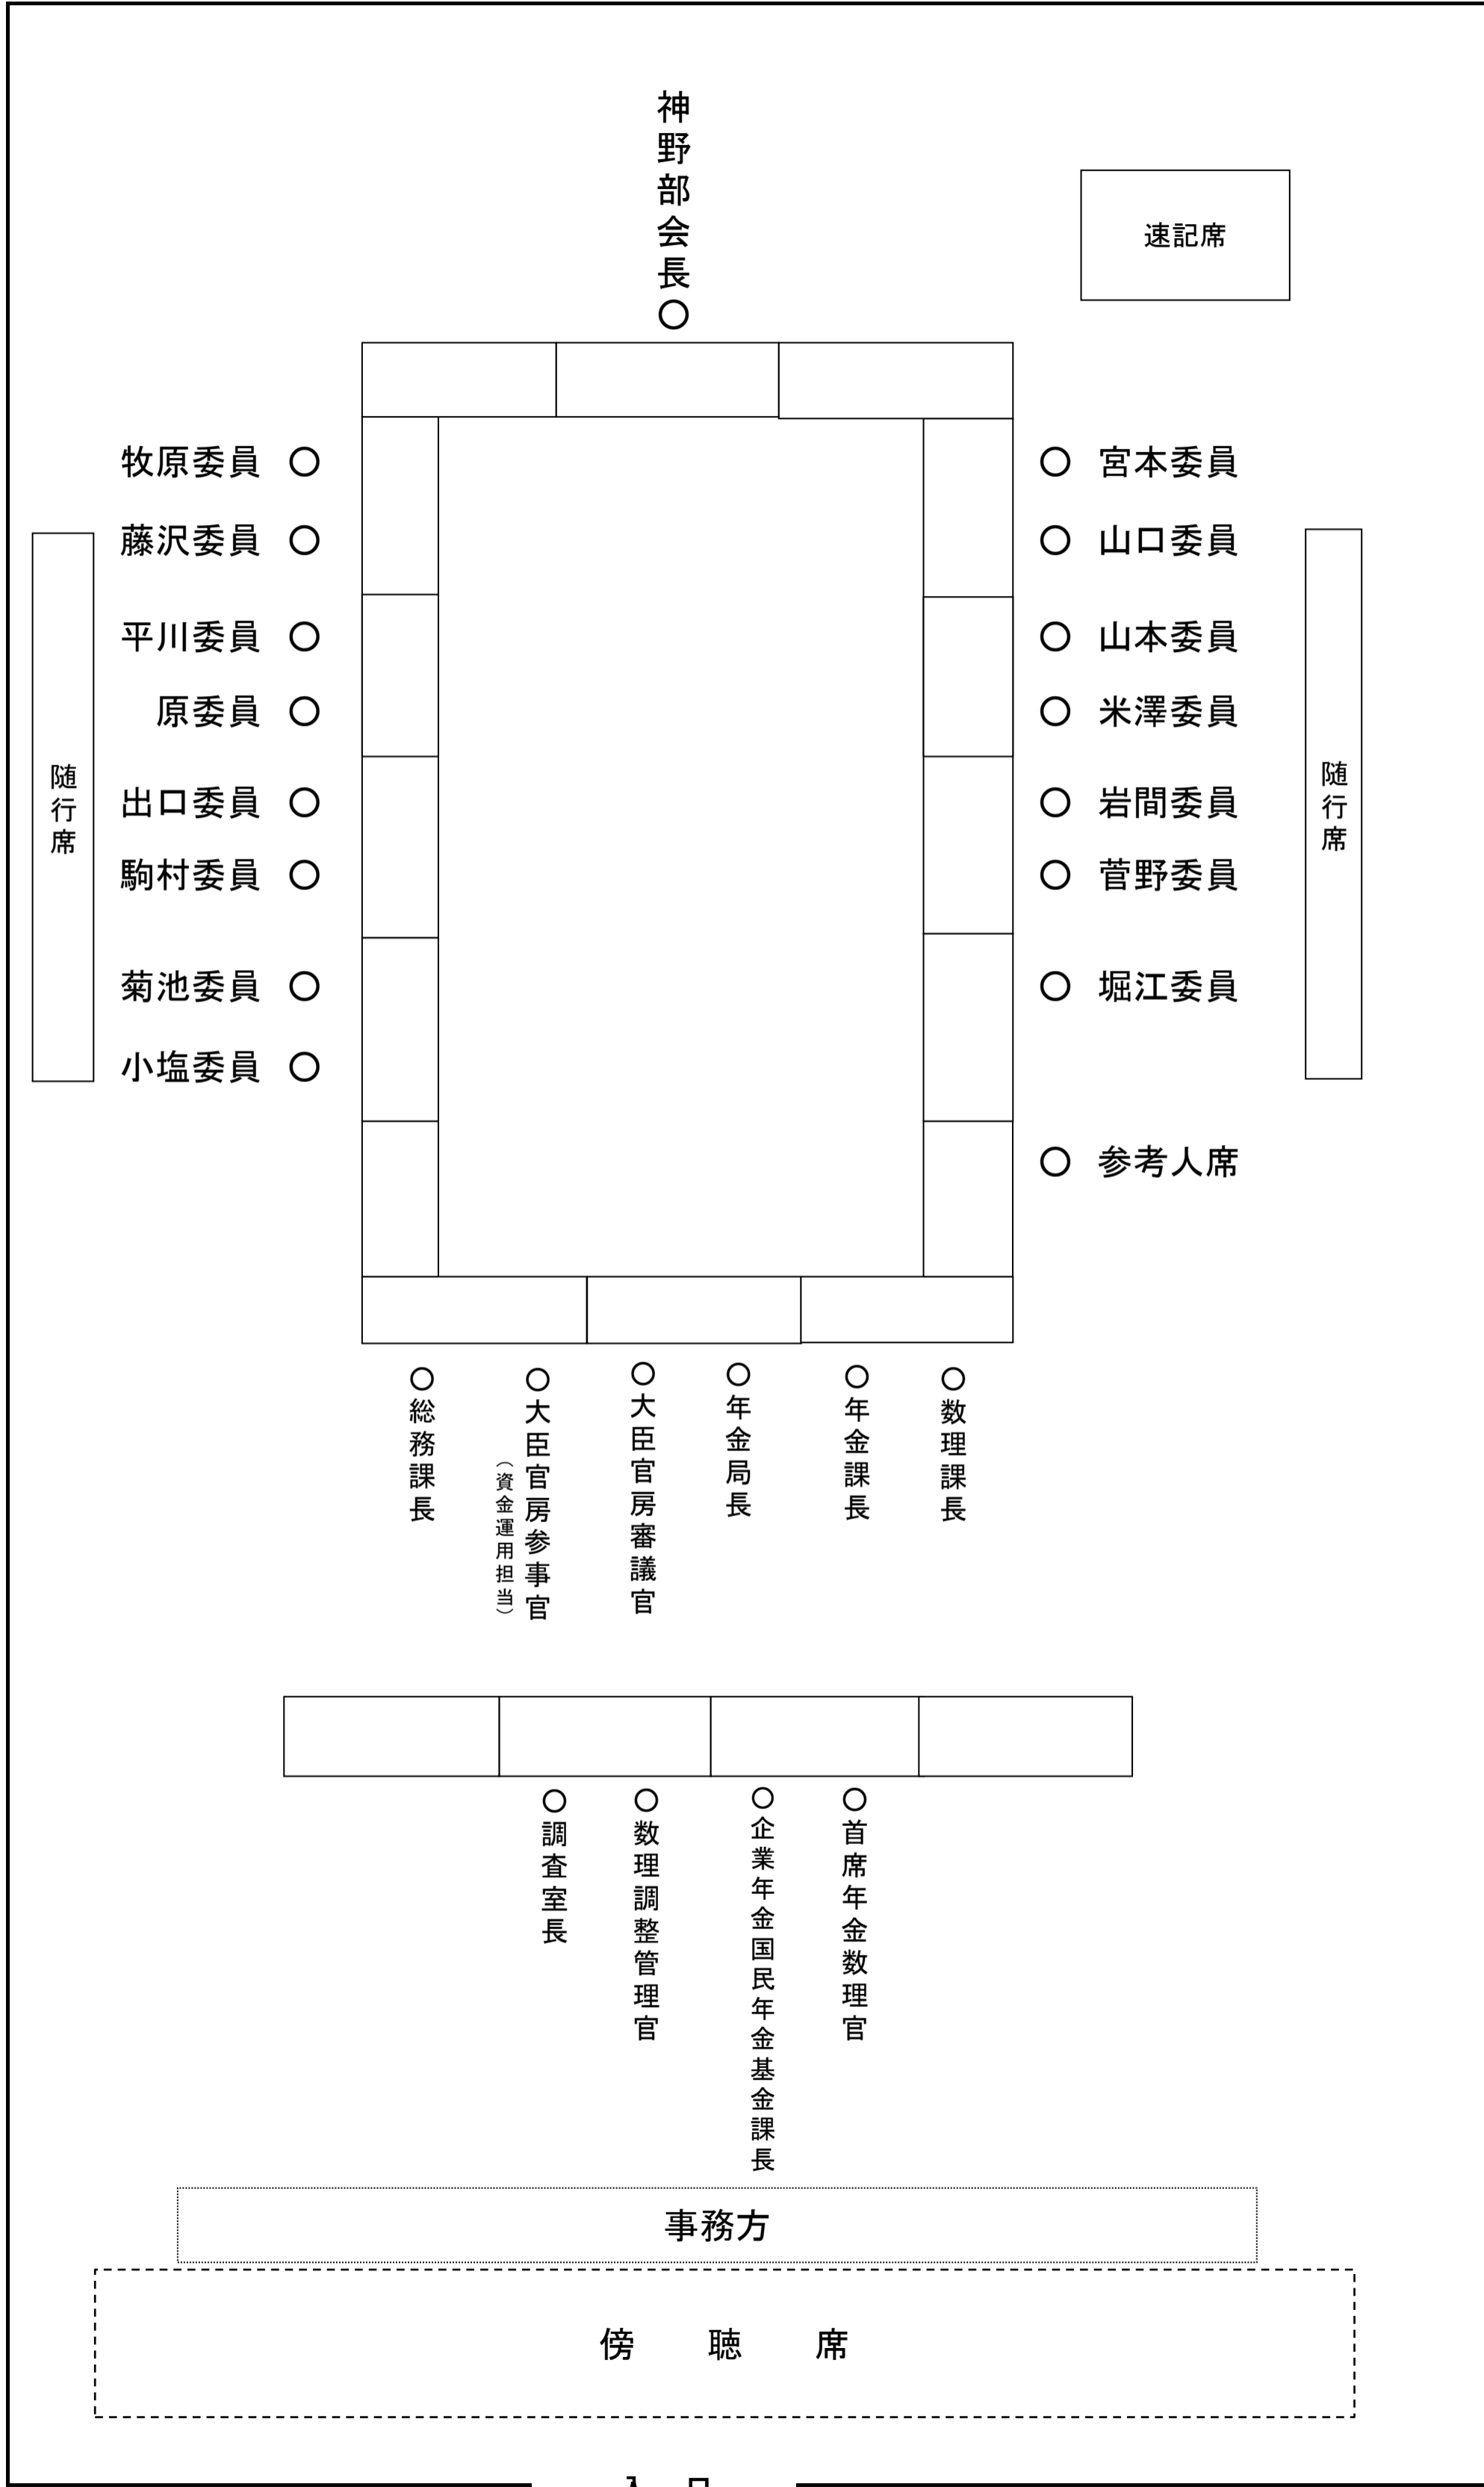 神野部会長○
速記席
牧原委員 ○
藤沢委員 ○
平川委員 ○
原委員 ○
出口委員 ○
駒村委員 ○
菊池委員 ○
小塩委員 ○
随行席
○ 宮本委員
○ 山口委員
○ 山本委員
○ 米澤委員
○ 岩間委員
○ 菅野委員
○ 堀江委員
○ 参考人席
随行席
○総務課長
○大臣官房参事官
（資金運用担当）
○大臣官房審議官
○年金局長
○年金課長
○数理課長
○調査室長
○数理調整管理官
○企業年金国民年金基金課長
○首席年金数理官
事務方
傍 聴 席